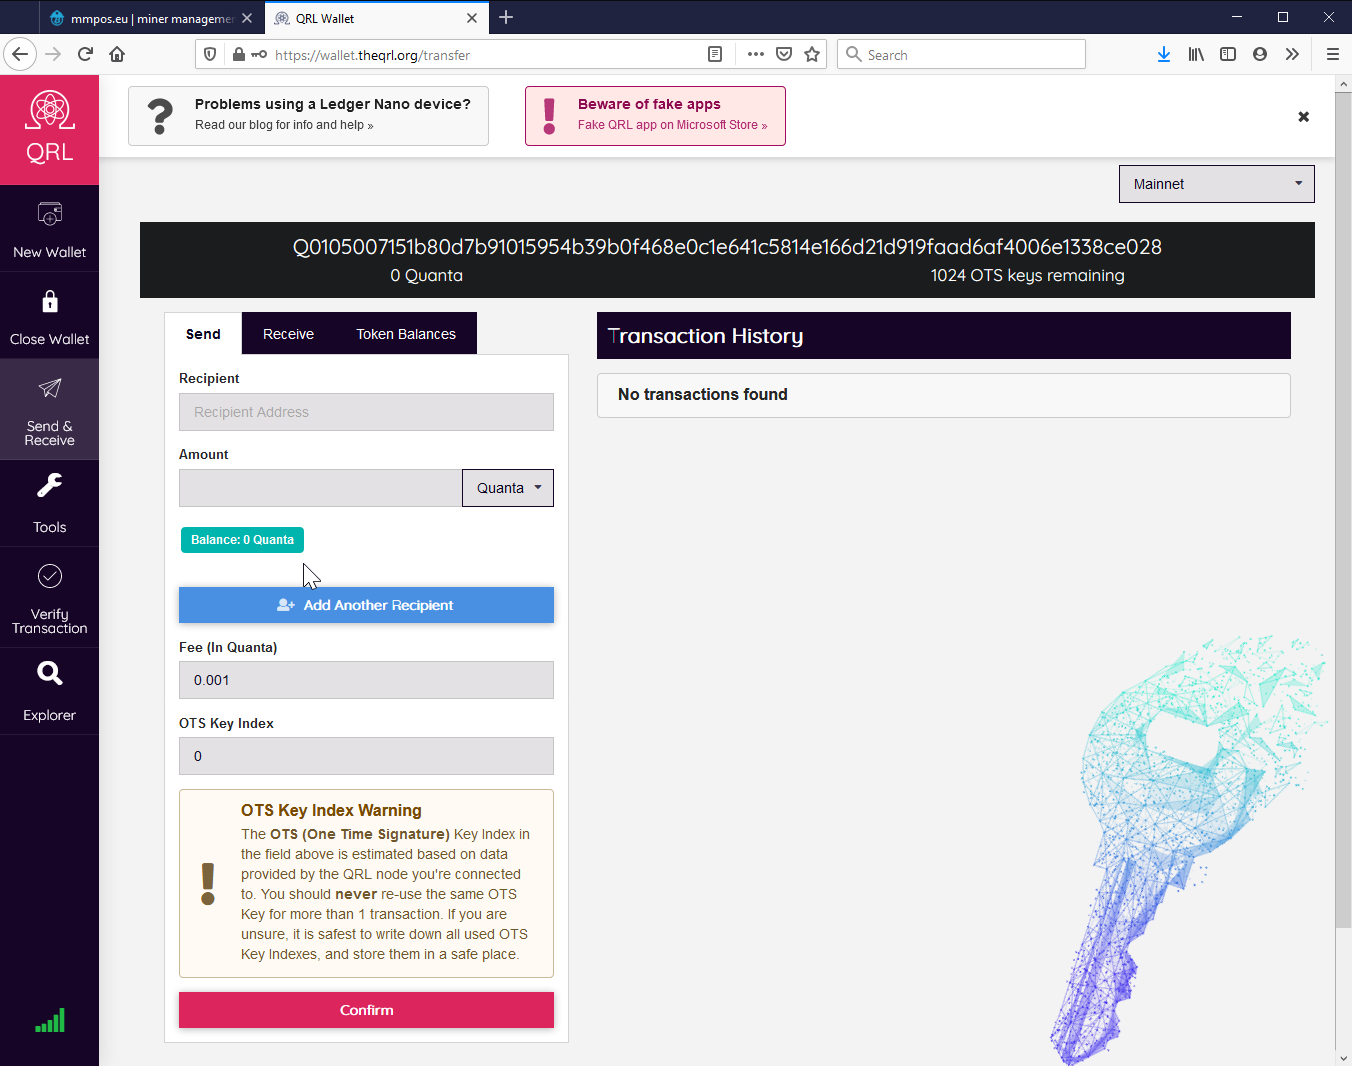 mmpos.eu | miner manageme
QRL Wallet
https://wallet.theqrl.org/transfer
Search
QRL
New Wallet
Close Wallet
Send &
Receive
Tools
Verify
Transaction
Explorer
Problems using a Ledger Nano device?
Read our blog for info and help »
Beware of fake apps
Fake QRL app on Microsoft Store »
Mainnet
Q0105007151b80d7b91015954b39b0f468e0c1e641c5814e166d21d919faad6af4006e1338ce028
0 Quanta
1024 OTS keys remaining
Send
Receive
Token Balances
Recipient
Recipient Address
Amount
Quanta
Balance: 0 Quanta
Add Another Recipient
Fee (In Quanta)
0.001
OTS Key Index
0
OTS Key Index Warning
The OTS (One Time Signature) Key Index in
the field above is estimated based on data
provided by the QRL node you're connected
to. You should never re-use the same OTS
Key for more than 1 transaction. If you are
unsure, it is safest to write down all used OTS
Key Indexes, and store them in a safe place.
Confirm
Transaction History
No transactions found